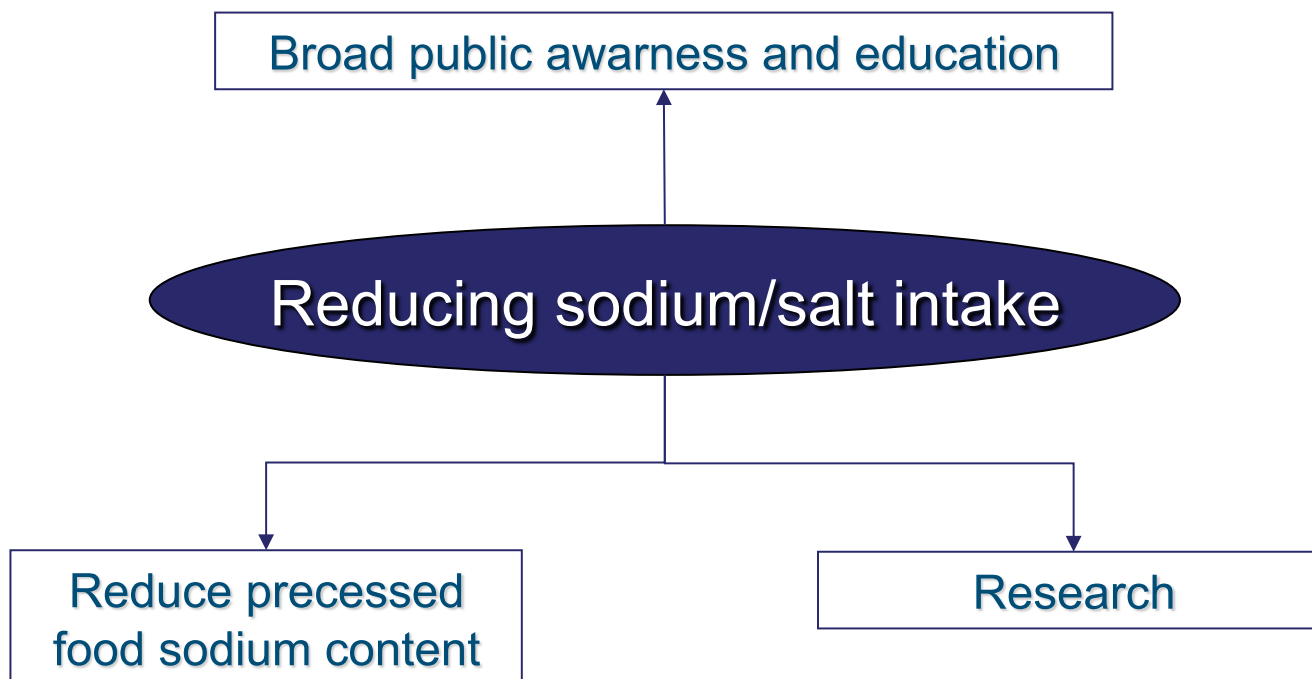 Broad public awarness and education
Reducing sodium/salt intake
Reduce precessed
food sodium content
Research